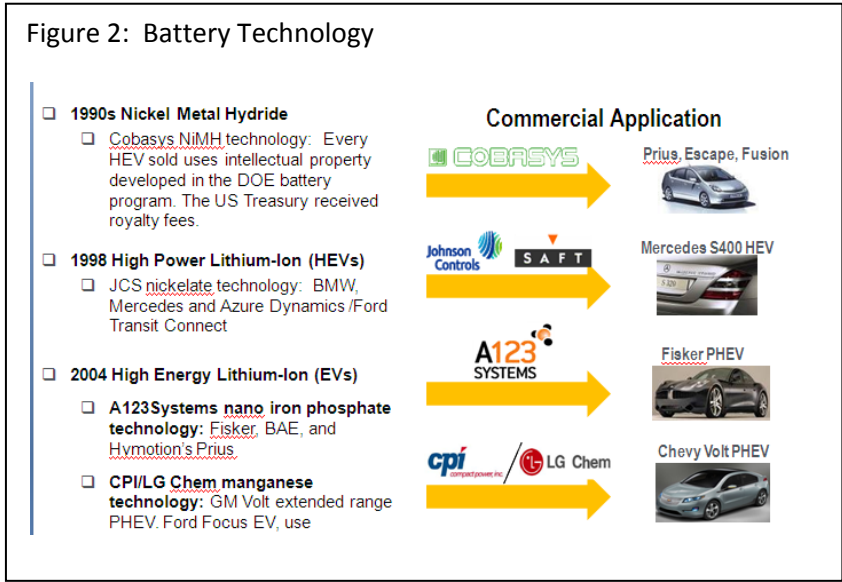 Figure 2: Battery Technology
1990s Nickel Metal Hydride
Cobasys NiMH technology: Every
HEV sold uses intellectual property
developed in the DOE battery
program. The US Treasury received
royalty fees.
1998 High Power Lithium-Ion (HEVs)
JCS nickelate technology: BMW,
Mercedes and Azure Dynamics /Ford
Transit Connect
2004 High Energy Lithium-Ion (EVs)
A123Systems nano iron phosphate
technology: Fisker, BAE, and
Hymotion's Prius
CPI/LG Chem manganese
technology: GM Volt extended range
PHEV. Ford Focus EV, use
Commercial Application
COBASYS
Prius, Escape, Fusion
Johnson
Controls
SAFT
Mercedes S400 HEV
S 320
A123
SYSTEMS
Fisker PHEV
cpi
compact power, inc.
LG Chem
Chevy Volt PHEV